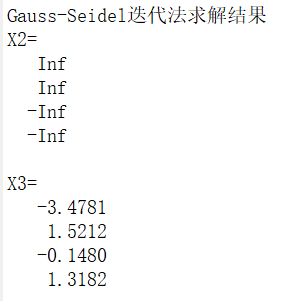 Gauss-Seidel迭代法求解结果
X2=
Inf
Inf
-Inf
-Inf
X3=
-3.4781
1.5212
-0.1480
1.3182